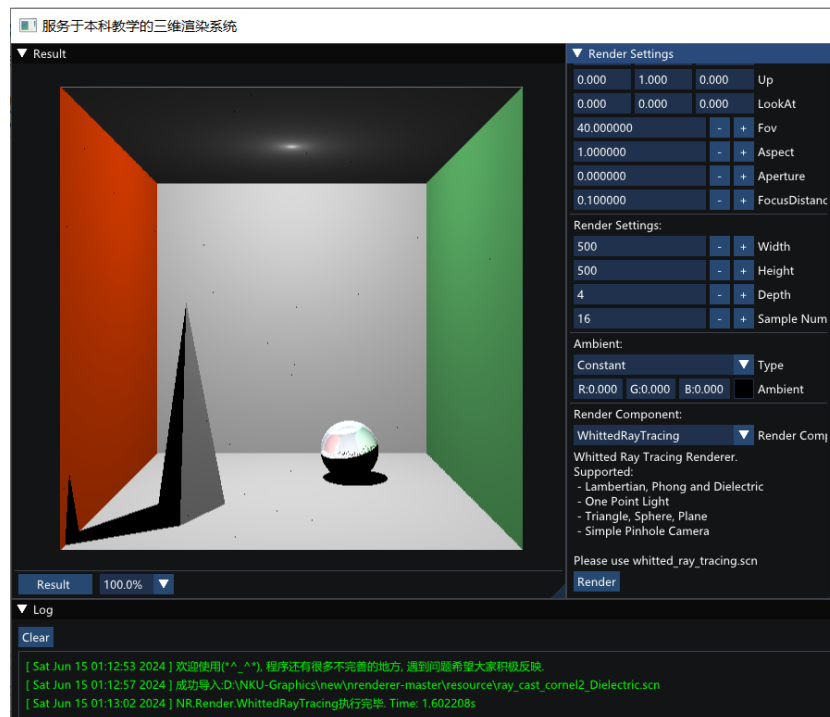 服务于本科教学的三维渲染系统
Result
Render Settings
0.000 1.000 0.000 Up
0.000 0.000 0.000 LookAt
40.000000 - + Fov
1.000000 - + Aspect
0.000000 - + Aperture
0.100000 - + FocusDistanc
Render Settings:
500 - + Width
500 - + Height
4 - + Depth
16 - + Sample Num
Ambient:
Constant Type
R:0.000 G:0.000 B:0.000 Ambient
Render Component:
WhittedRayTracing Render Comp
Whitted Ray Tracing Renderer.
Supported:
- Lambertian, Phong and Dielectric
- One Point Light
- Triangle, Sphere, Plane
- Simple Pinhole Camera
Please use whitted_ray_tracing.scn
Render
Result 100.0%
Log
Clear
[ Sat Jun 15 01:12:53 2024 ] 欢迎使用(*^_^*), 程序还有很多不完善的地方, 遇到问题希望大家积极反映.
[ Sat Jun 15 01:12:57 2024 ] 成功导入:D:\NKU-Graphics\new\nrenderer-master\resource\ray_cast_cornel2_Dielectric.scn
[ Sat Jun 15 01:13:02 2024 ] NR.Render.WhittedRayTracing执行完毕. Time: 1.602208s